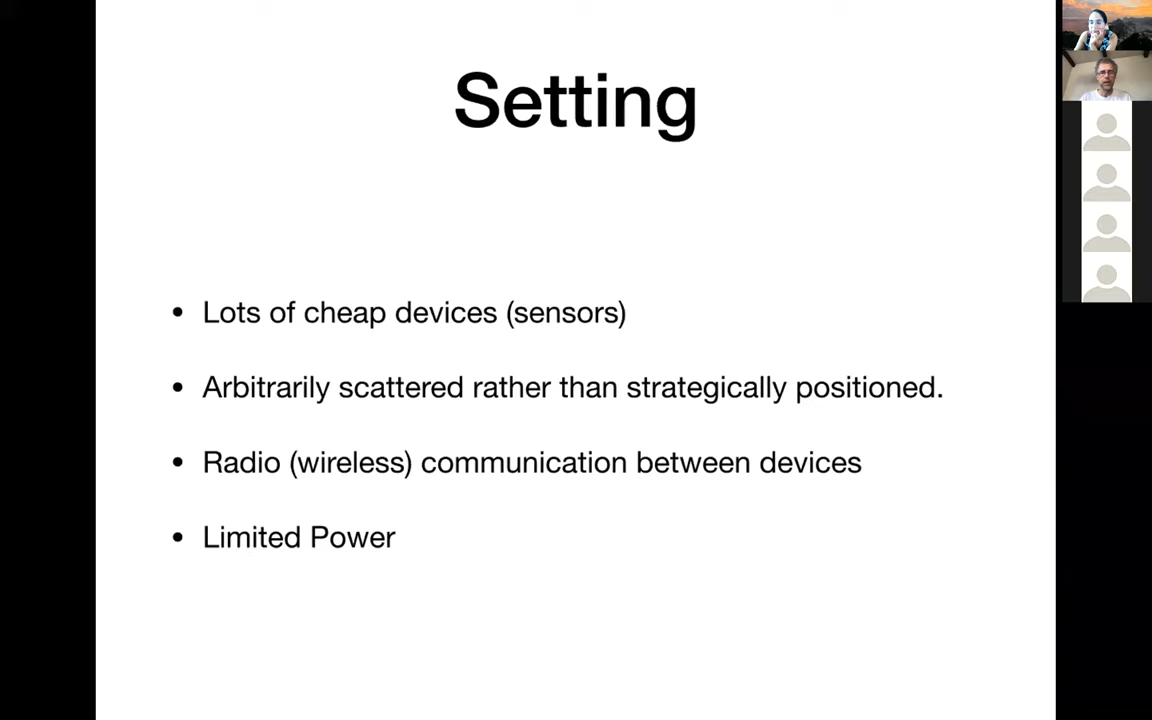 Setting
• Lots of cheap devices (sensors)
• Arbitrarily scattered rather than strategically positioned.
• Radio (wireless) communication between devices
• Limited Power